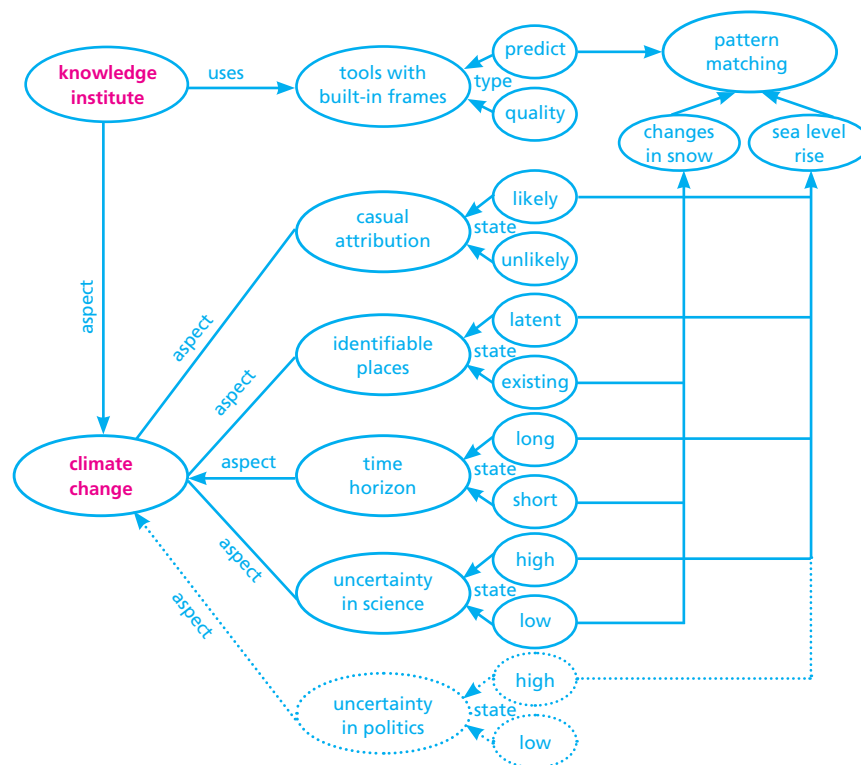 knowledge
institute
uses
tools with
built-in frames
predict
type
quality
pattern
matching
changes
in snow
sea level
rise
aspect
casual
attribution
likely
state
unlikely
aspect
identifiable
places
latent
state
existing
aspect
climate
change
aspect
time
horizon
long
state
short
aspect
uncertainty
in science
high
state
low
aspect
uncertainty
in politics
high
state
low